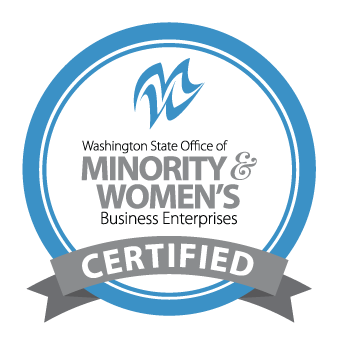 Washington State Office of
MINORITY &
WOMEN'S
Business Enterprises
CERTIFIED